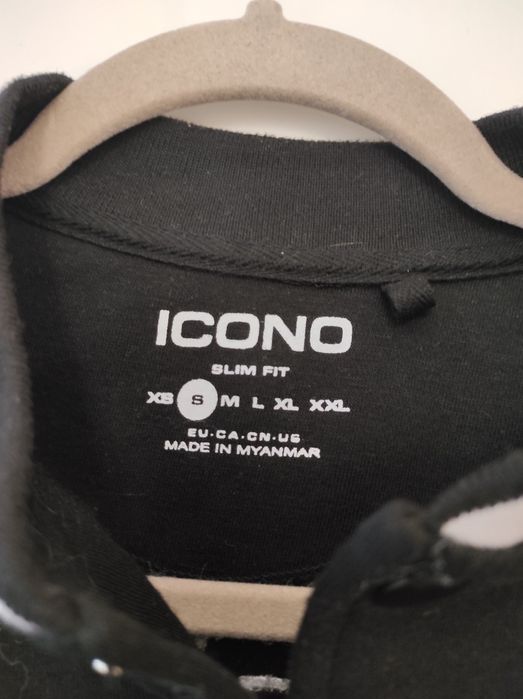 ICONO
SLIM FIT
XS S M L XL XXL
EU·CA·CN·US
MADE IN MYANMAR